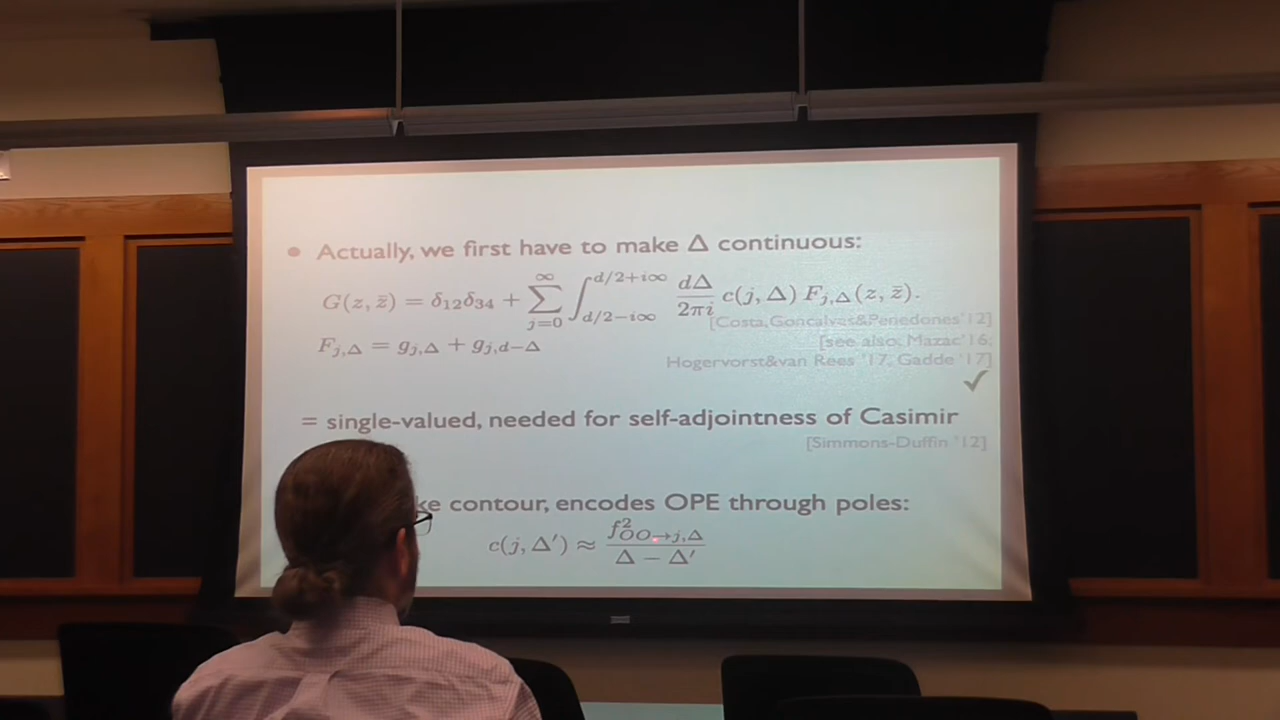 • Actually, we first have to make Δ continuous:
G(z, z̄) = δ₁₂δ₃₄ + ∑_{j=0}^{∞} ∫_{d/2−i∞}^{d/2+i∞} dΔ/2πi c(j, Δ) F_{j,Δ}(z, z̄).
[Costa,Goncalves&Penedones'12]
F_{j,Δ} = g_{j,Δ} + g_{j,d−Δ}
[see also: Mazac'16,
Hogervorst&van Rees '17, Gadde '17]
✓
= single-valued, needed for self-adjointness of Casimir
[Simmons-Duffin '12]
contour, encodes OPE through poles:
c(j, Δ′) ≈ f²_{OO→j,Δ}/Δ − Δ′